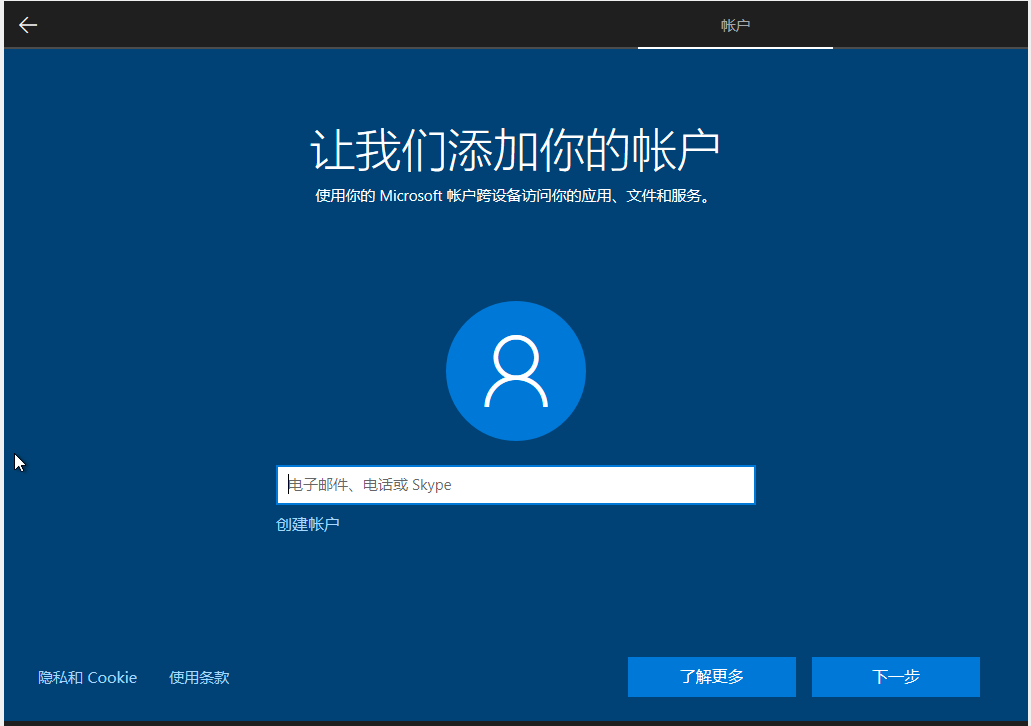 帐户
让我们添加你的帐户
使用你的 Microsoft 帐户跨设备访问你的应用、文件和服务。
电子邮件、电话或 Skype
创建帐户
隐私和 Cookie
使用条款
了解更多
下一步